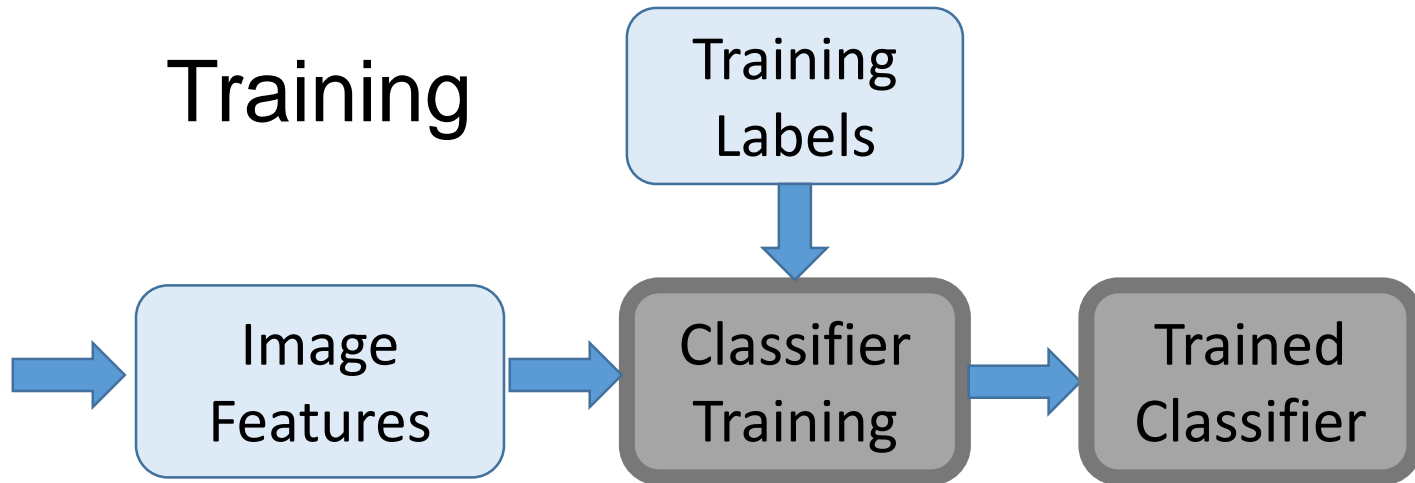 Training
Training
Labels
Image
Features
Classifier
Training
Trained
Classifier